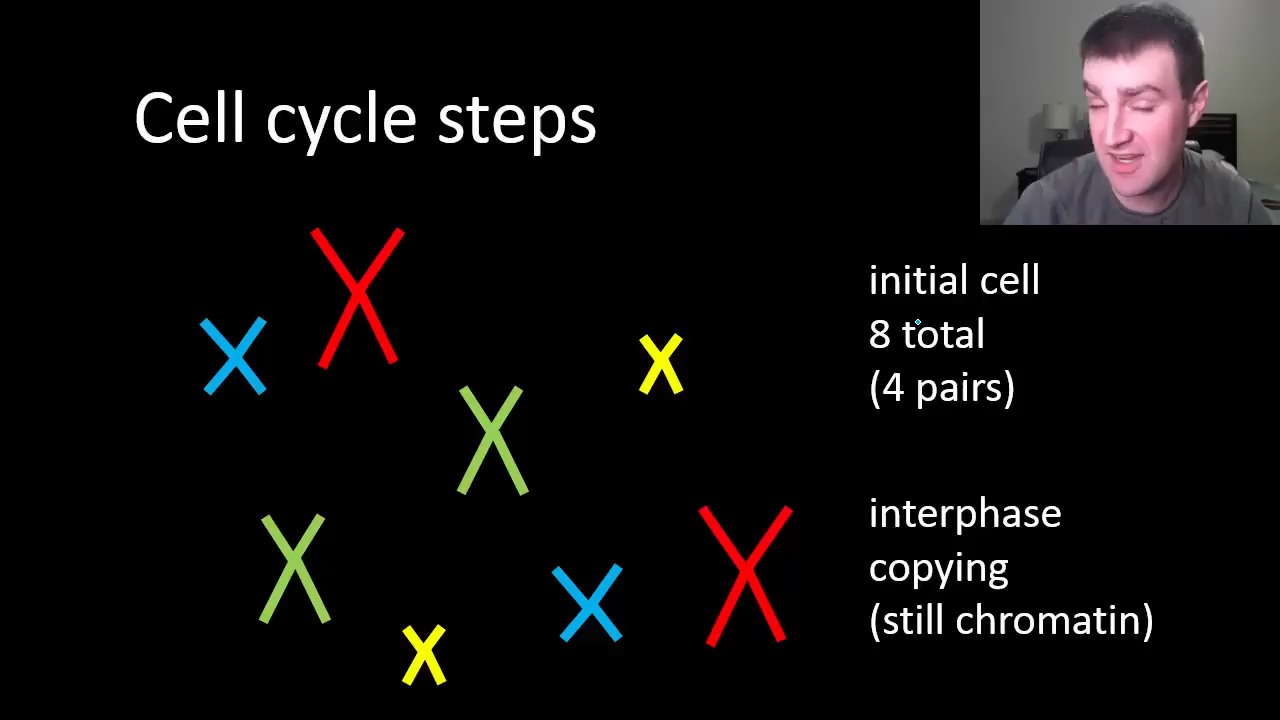 Cell cycle steps
initial cell
8 total
(4 pairs)
interphase
copying
(still chromatin)